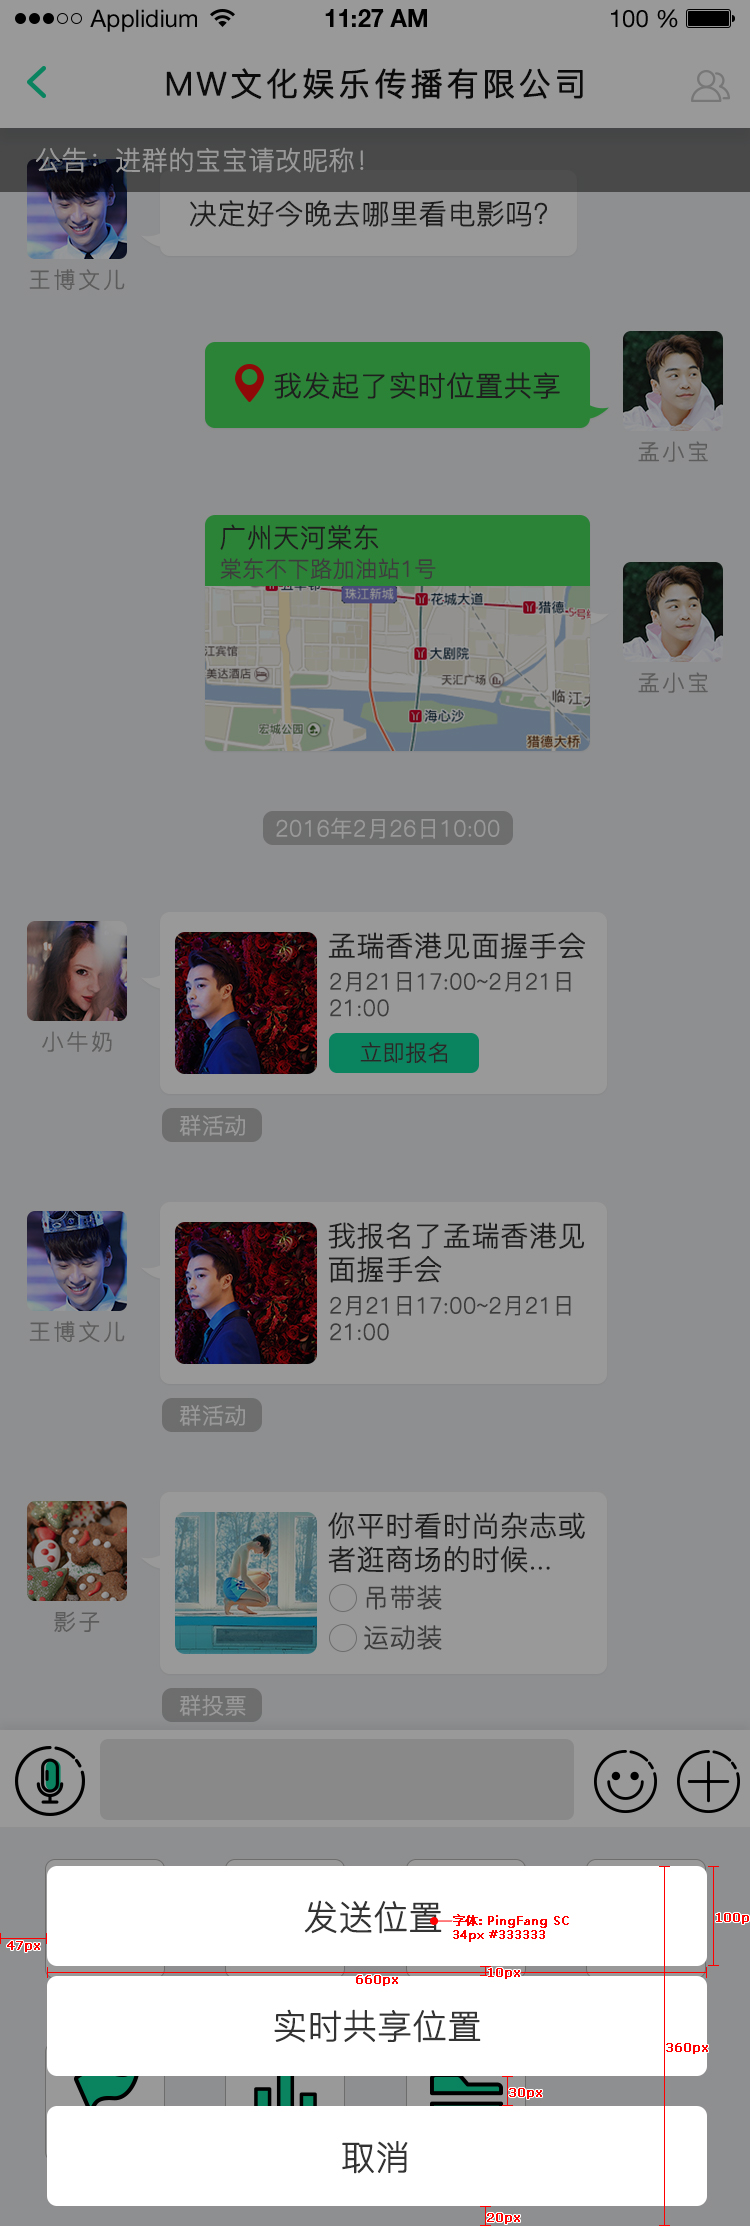 Applidium 11:27 AM 100 %
MW文化娱乐传播有限公司
公告：进群的宝宝请改昵称！
决定好今晚去哪里看电影吗？
王博文儿
我发起了实时位置共享
孟小宝
广州天河棠东
棠东不下路加油站1号
珠江新城
花城大道
猎德
5号线
江宾馆
大剧院
美达酒店
天汇广场
孟小宝
临江大
海心沙
宏城公园
猎德大桥
2016年2月26日10:00
孟瑞香港见面握手会
2月21日17:00~2月21日
21:00
立即报名
小牛奶
群活动
我报名了孟瑞香港见
面握手会
2月21日17:00~2月21日
21:00
王博文儿
群活动
你平时看时尚杂志或
者逛商场的时候...
吊带装
运动装
影子
群投票
发送位置
字体: PingFang SC
34px #333333
100p
47px
10px
660px
实时共享位置
360px
30px
取消
20px